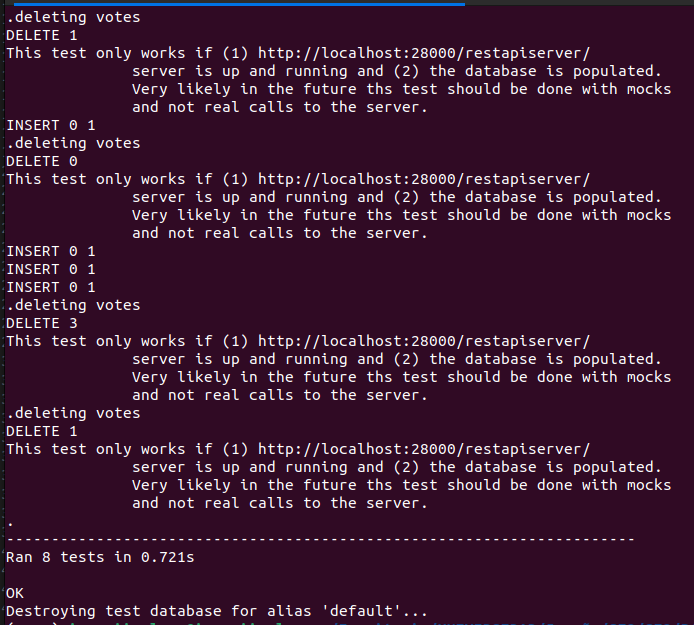 .deleting votes
DELETE 1
This test only works if (1) http://localhost:28000/restapiserver/
server is up and running and (2) the database is populated.
Very likely in the future ths test should be done with mocks
and not real calls to the server.
INSERT 0 1
.deleting votes
DELETE 0
This test only works if (1) http://localhost:28000/restapiserver/
server is up and running and (2) the database is populated.
Very likely in the future ths test should be done with mocks
and not real calls to the server.
INSERT 0 1
INSERT 0 1
INSERT 0 1
.deleting votes
DELETE 3
This test only works if (1) http://localhost:28000/restapiserver/
server is up and running and (2) the database is populated.
Very likely in the future ths test should be done with mocks
and not real calls to the server.
.deleting votes
DELETE 1
This test only works if (1) http://localhost:28000/restapiserver/
server is up and running and (2) the database is populated.
Very likely in the future ths test should be done with mocks
and not real calls to the server.
.
----------------------------------------------------------------------
Ran 8 tests in 0.721s
OK
Destroying test database for alias 'default'...